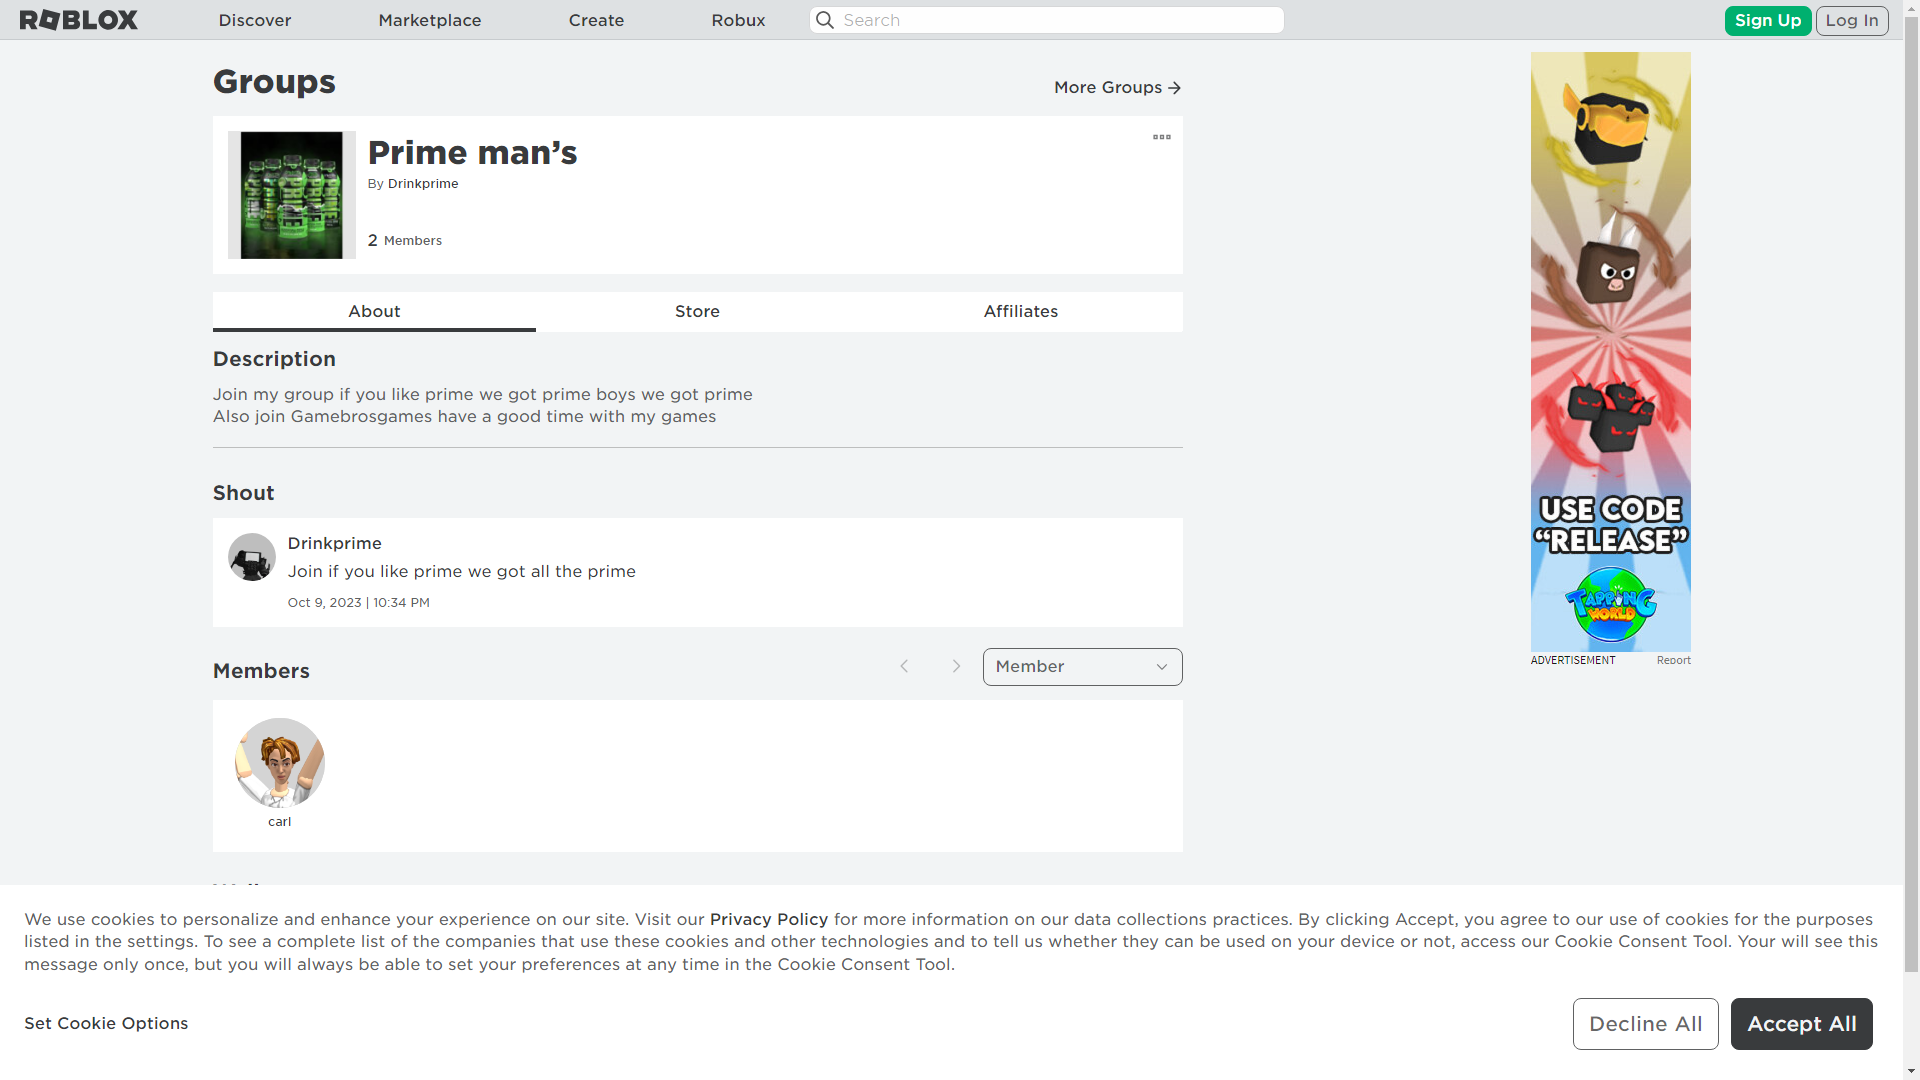 ROBLOX Discover Marketplace Create Robux Search Sign Up Log In
Groups
More Groups
Prime man’s
By Drinkprime
2 Members
About Store Affiliates
Description
Join my group if you like prime we got prime boys we got prime
Also join Gamebrosgames have a good time with my games
Shout
Drinkprime
Join if you like prime we got all the prime
Oct 9, 2023 | 10:34 PM
Members
Member
carl
USE CODE
“RELEASE”
TAPPING
WORLD
ADVERTISEMENT Report
We use cookies to personalize and enhance your experience on our site. Visit our Privacy Policy for more information on our data collections practices. By clicking Accept, you agree to our use of cookies for the purposes
listed in the settings. To see a complete list of the companies that use these cookies and other technologies and to tell us whether they can be used on your device or not, access our Cookie Consent Tool. Your will see this
message only once, but you will always be able to set your preferences at any time in the Cookie Consent Tool.
Set Cookie Options
Decline All
Accept All